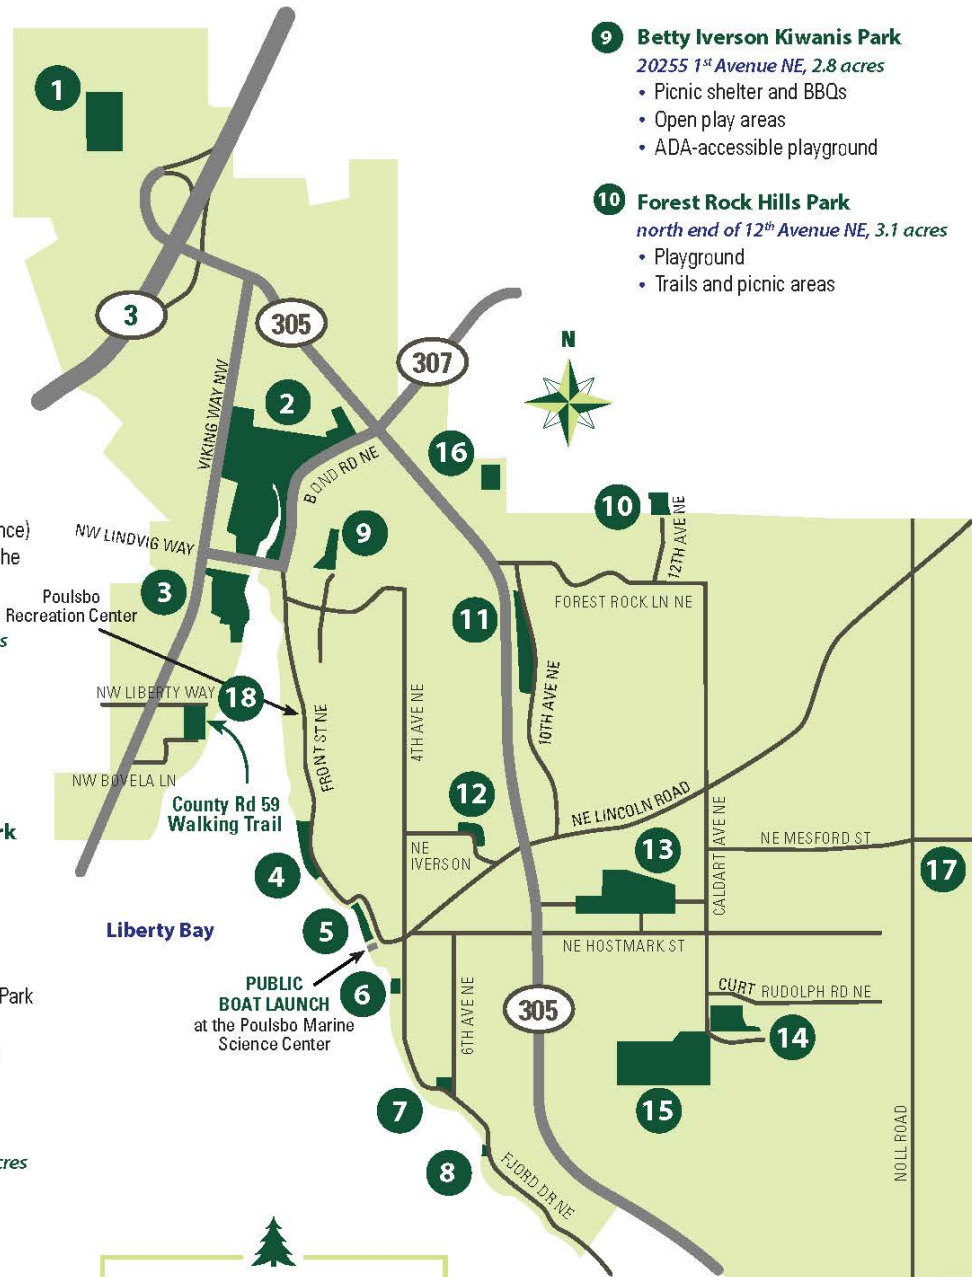 9 Betty Iverson Kiwanis Park
20255 1st Avenue NE, 2.8 acres
• Picnic shelter and BBQs
• Open play areas
• ADA-accessible playground
10 Forest Rock Hills Park
north end of 12th Avenue NE, 3.1 acres
• Playground
• Trails and picnic areas
1
3
305
307
N
VIKING WAY NW
2
BOND RD NE
16
10
12TH AVE NE
nce)
he
NW LINDVIG WAY
9
3
Poulsbo
Recreation Center
s
FOREST ROCK LN NE
11
NW LIBERTY WAY
18
4TH AVE NE
10TH AVE NE
FRONT ST NE
NW BOVELA LN
County Rd 59
Walking Trail
rk
12
NE LINCOLN ROAD
NE
IVERSON
13
CALDART AVE NE
NE MESFORD ST
17
4
Liberty Bay
5
NE HOSTMARK ST
PUBLIC
BOAT LAUNCH
at the Poulsbo Marine
Science Center
Park
6
6TH AVE NE
305
CURT RUDOLPH RD NE
14
15
7
8
FJORD DR NE
NOLL ROAD
cres